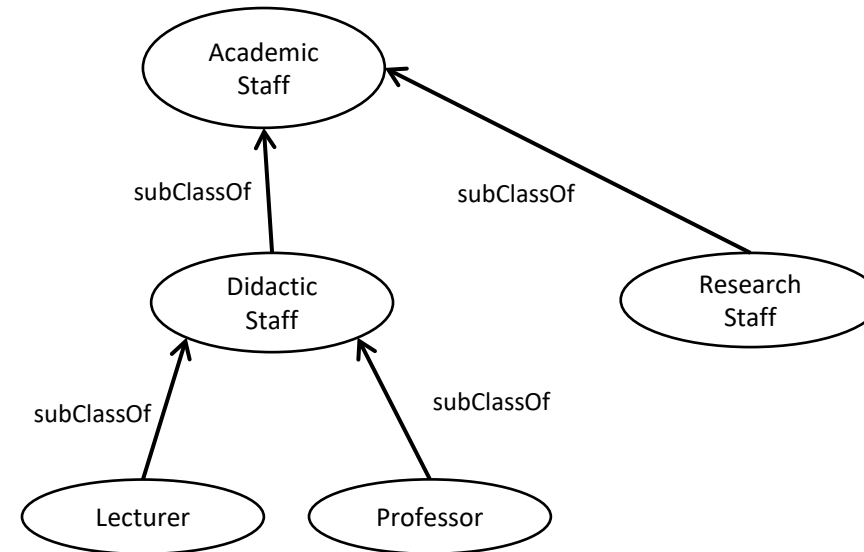 Academic
Staff
subClassOf
subClassOf
Didactic
Staff
Research
Staff
subClassOf
subClassOf
Lecturer
Professor